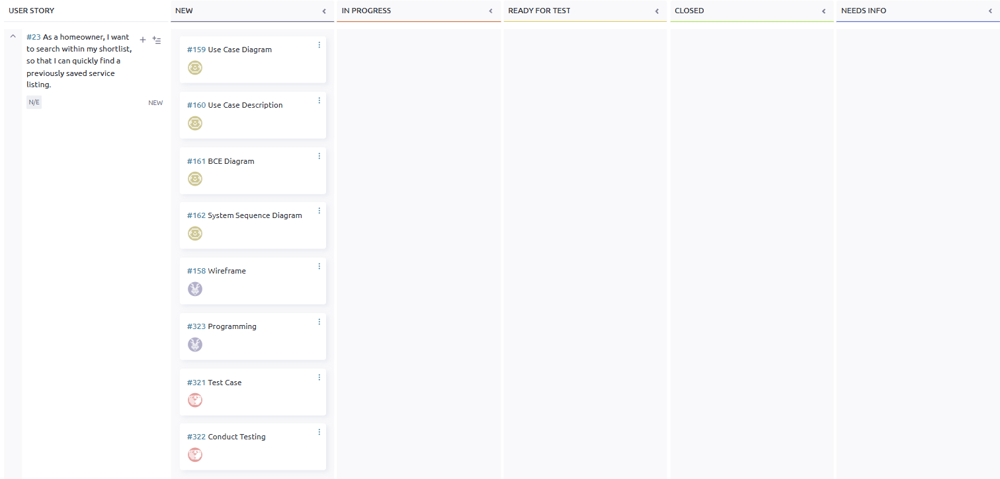 USER STORY
NEW
IN PROGRESS
READY FOR TEST
CLOSED
NEEDS INFO
#23 As a homeowner, I want
to search within my shortlist,
so that I can quickly find a
previously saved service
listing.
N/E
NEW
#159 Use Case Diagram
#160 Use Case Description
#161 BCE Diagram
#162 System Sequence Diagram
#158 Wireframe
#323 Programming
#321 Test Case
#322 Conduct Testing